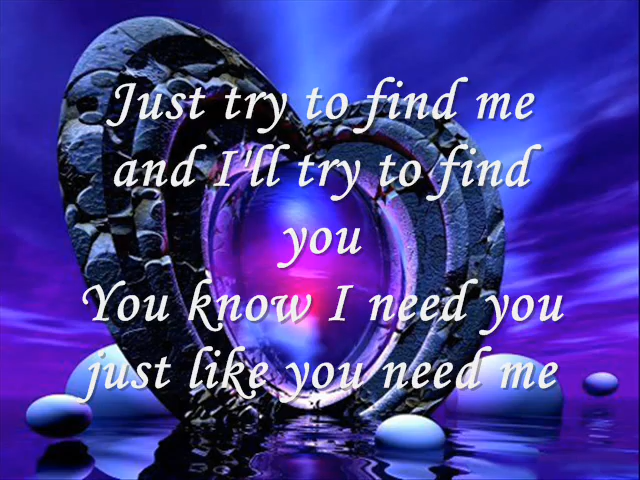 Just try to find me
and I'll try to find
you
You know I need you
just like you need me